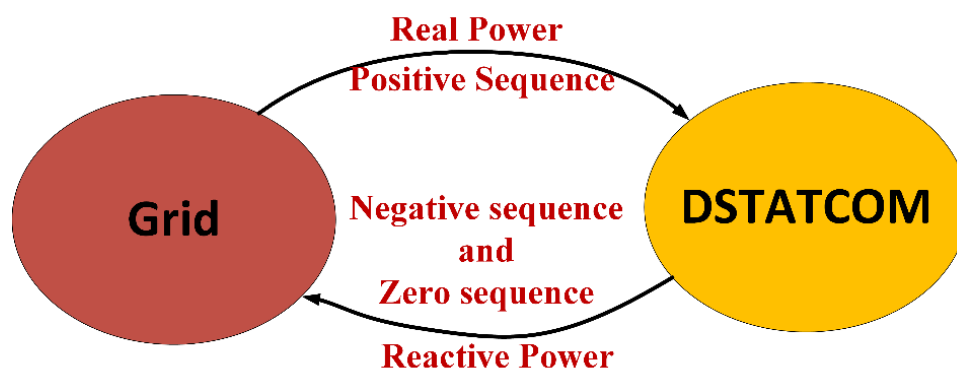 Real Power
Positive Sequence
Grid
Negative sequence
and
Zero sequence
DSTATCOM
Reactive Power